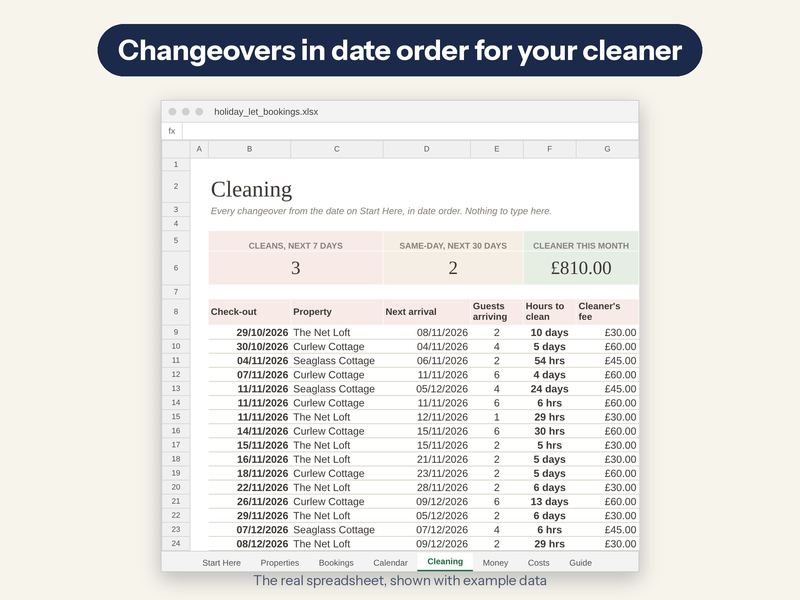 Changeovers in date order for your cleaner
holiday_let_bookings.xlsx
fx
A B C D E F G
1
2 Cleaning
3 Every changeover from the date on Start Here, in date order. Nothing to type here.
4
5 CLEANS, NEXT 7 DAYS SAME-DAY, NEXT 30 DAYS CLEANER THIS MONTH
6 3 2 £810.00
7
8 Check-out Property Next arrival Guests arriving Hours to clean Cleaner's fee
9 29/10/2026 The Net Loft 08/11/2026 2 10 days £30.00
10 30/10/2026 Curlew Cottage 04/11/2026 4 5 days £60.00
11 04/11/2026 Seaglass Cottage 06/11/2026 2 54 hrs £45.00
12 07/11/2026 Curlew Cottage 11/11/2026 6 4 days £60.00
13 11/11/2026 Seaglass Cottage 05/12/2026 4 24 days £45.00
14 11/11/2026 Curlew Cottage 11/11/2026 6 6 hrs £60.00
15 11/11/2026 The Net Loft 12/11/2026 1 29 hrs £30.00
16 14/11/2026 Curlew Cottage 15/11/2026 6 30 hrs £60.00
17 15/11/2026 The Net Loft 15/11/2026 2 5 hrs £30.00
18 16/11/2026 The Net Loft 21/11/2026 2 5 days £30.00
19 18/11/2026 Curlew Cottage 23/11/2026 2 5 days £60.00
20 22/11/2026 The Net Loft 28/11/2026 2 6 days £30.00
21 26/11/2026 Curlew Cottage 09/12/2026 6 13 days £60.00
22 29/11/2026 The Net Loft 05/12/2026 2 6 days £30.00
23 07/12/2026 Seaglass Cottage 07/12/2026 4 6 hrs £45.00
24 08/12/2026 The Net Loft 09/12/2026 2 29 hrs £30.00
Start Here Properties Bookings Calendar Cleaning Money Costs Guide
The real spreadsheet, shown with example data